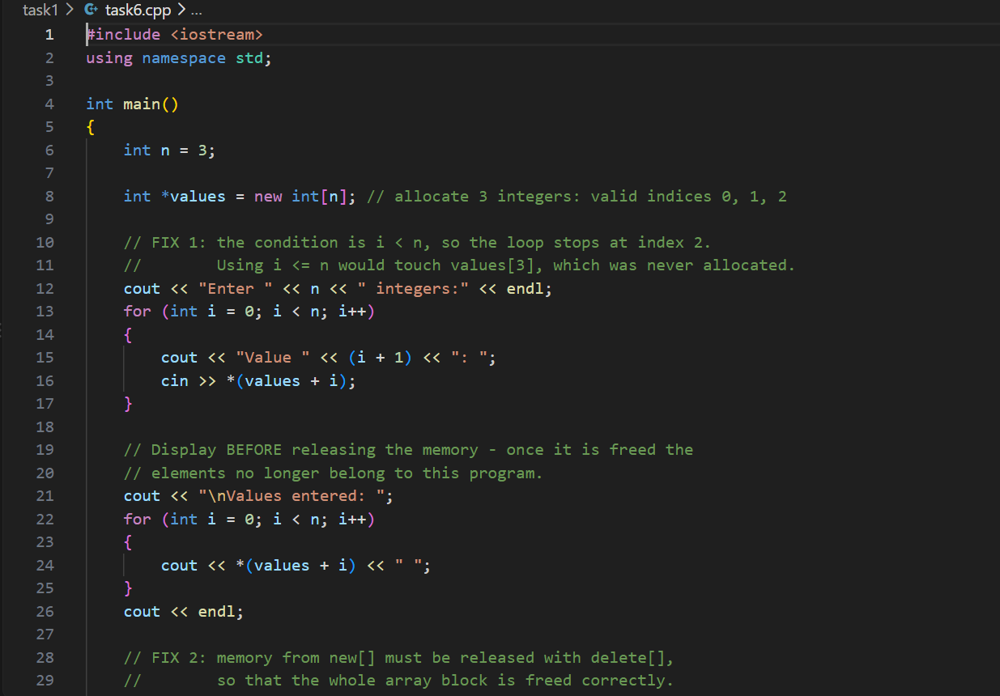 task1 > task6.cpp > ...
1 #include <iostream>
2 using namespace std;
3
4 int main()
5 {
6     int n = 3;
7
8     int *values = new int[n]; // allocate 3 integers: valid indices 0, 1, 2
9
10     // FIX 1: the condition is i < n, so the loop stops at index 2.
11     //        Using i <= n would touch values[3], which was never allocated.
12     cout << "Enter " << n << " integers:" << endl;
13     for (int i = 0; i < n; i++)
14     {
15         cout << "Value " << (i + 1) << ": ";
16         cin >> *(values + i);
17     }
18
19     // Display BEFORE releasing the memory - once it is freed the
20     // elements no longer belong to this program.
21     cout << "\nValues entered: ";
22     for (int i = 0; i < n; i++)
23     {
24         cout << *(values + i) << " ";
25     }
26     cout << endl;
27
28     // FIX 2: memory from new[] must be released with delete[],
29     //        so that the whole array block is freed correctly.